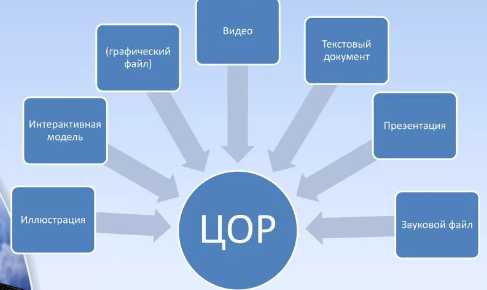 Видео
(графический
файл)
Текстовый
документ
Интерактивная
модель
Презентация
Иллюстрация
ЦОР
Звуковой файл